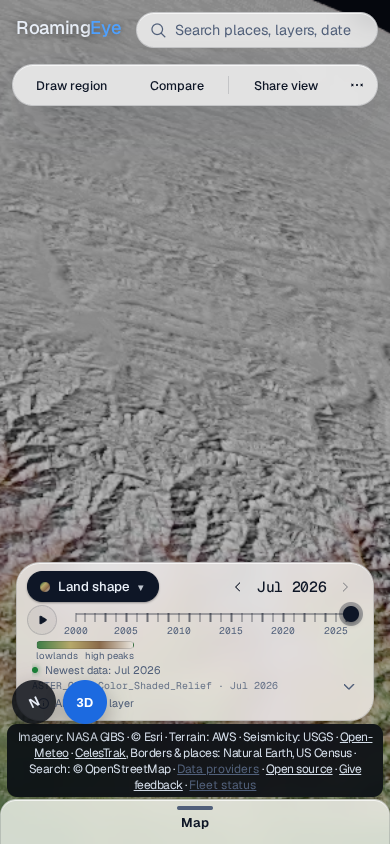 RoamingEye
Search places, layers, date
Draw region Compare Share view ···
Land shape ▾ ‹ Jul 2026 ›
2000 2005 2010 2015 2020 2025
lowlands high peaks
Newest data: Jul 2026
Color_Shaded_Relief · Jul 2026
N 3D layer
Imagery: NASA GIBS · © Esri · Terrain: AWS · Seismicity: USGS · Open-
Meteo · CelesTrak, Borders & places: Natural Earth, US Census ·
Search: © OpenStreetMap · Data providers · Open source · Give
feedback · Fleet status
Map